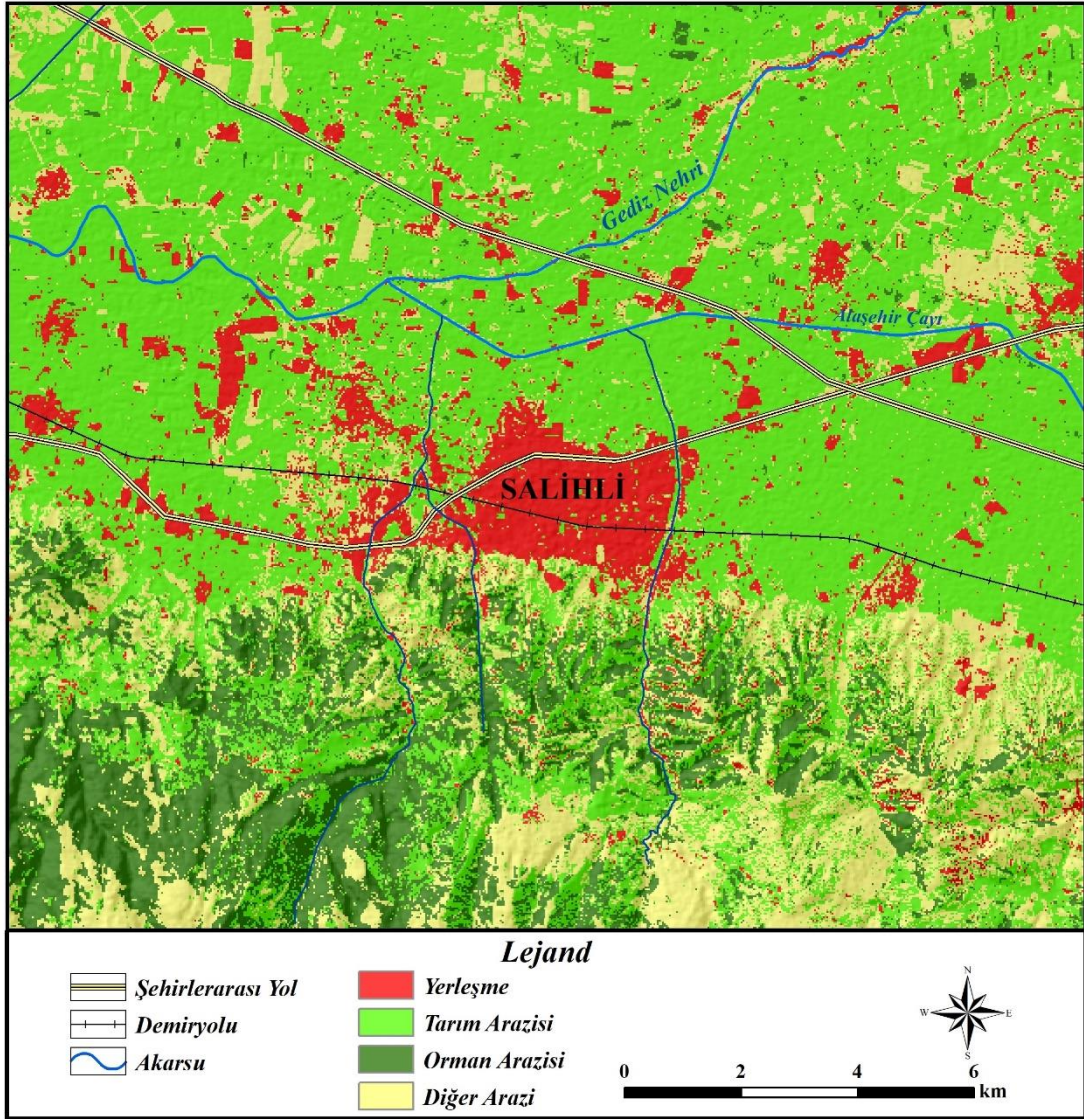 Gediz Nehri
Alaşehir Çayı
SALİHLİ
Lejand
Şehirlerarası Yol
Demiryolu
Akarsu
Yerleşme
Tarım Arazisi
Orman Arazisi
Diğer Arazi
N
W E
S
0 2 4 6
km